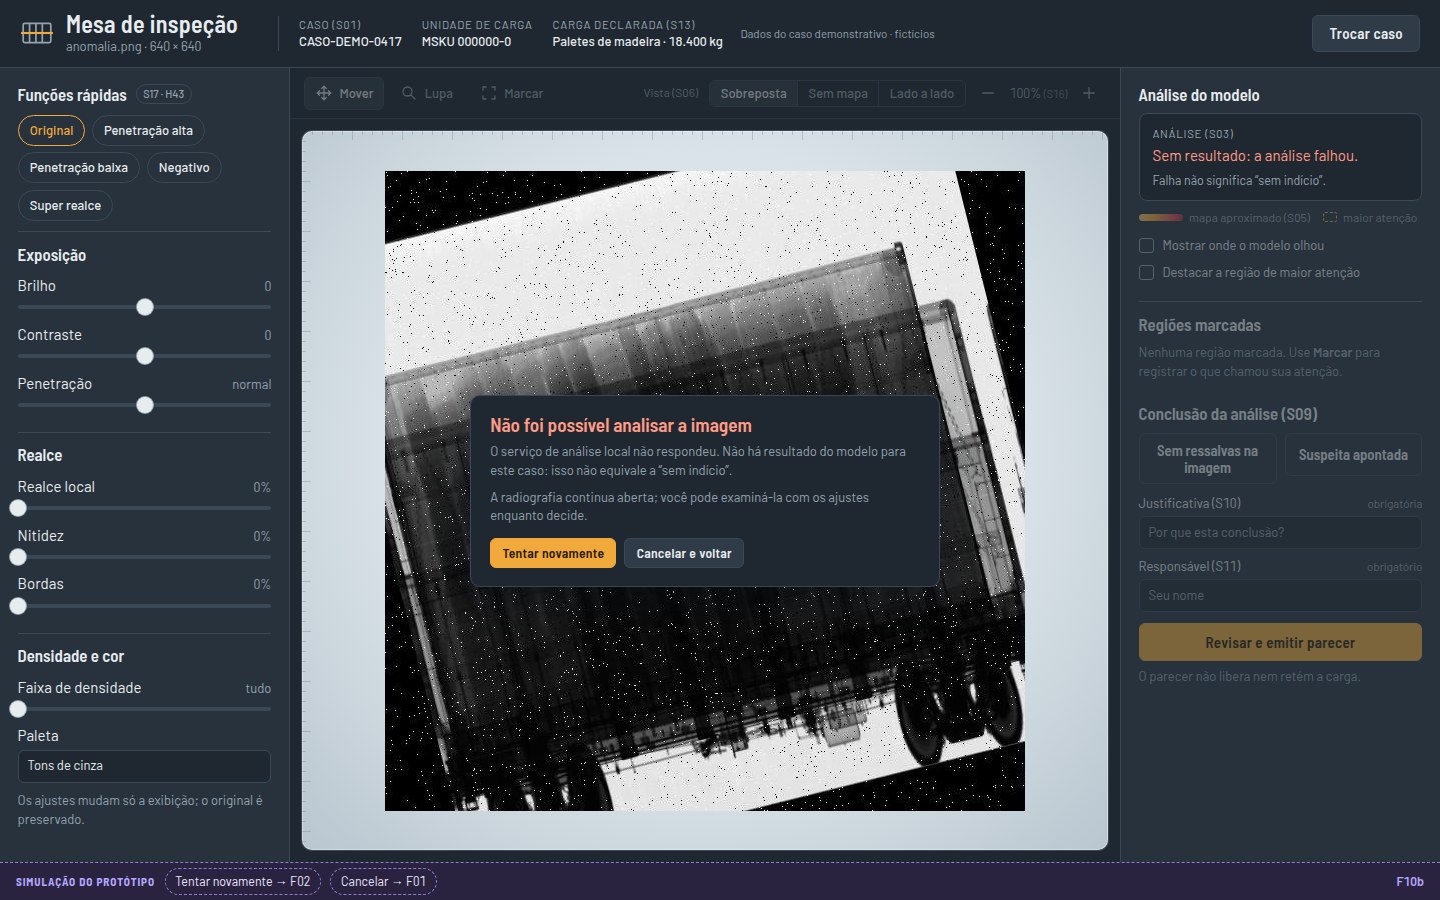 Mesa de inspeção
anomalia.png · 640 × 640
CASO (S01)
CASO-DEMO-0417
UNIDADE DE CARGA
MSKU 000000-0
CARGA DECLARADA (S13)
Paletes de madeira · 18.400 kg
Dados do caso demonstrativo · fictícios
Trocar caso
Funções rápidas
S17 · H43
Original
Penetração alta
Penetração baixa
Negativo
Super realce
Exposição
Brilho 0
Contraste 0
Penetração normal
Realce
Realce local 0%
Nitidez 0%
Bordas 0%
Densidade e cor
Faixa de densidade tudo
Paleta
Tons de cinza
Os ajustes mudam só a exibição; o original é
preservado.
Mover
Lupa
Marcar
Vista (S06)
Sobreposta
Sem mapa
Lado a lado
100% (S16)
Não foi possível analisar a imagem
O serviço de análise local não respondeu. Não há resultado do modelo para
este caso: isso não equivale a “sem indício”.
A radiografia continua aberta; você pode examiná-la com os ajustes
enquanto decide.
Tentar novamente
Cancelar e voltar
Análise do modelo
ANÁLISE (S03)
Sem resultado: a análise falhou.
Falha não significa “sem indício”.
mapa aproximado (S05)
maior atenção
Mostrar onde o modelo olhou
Destacar a região de maior atenção
Regiões marcadas
Nenhuma região marcada. Use Marcar para
registrar o que chamou sua atenção.
Conclusão da análise (S09)
Sem ressalvas na
imagem
Suspeita apontada
Justificativa (S10) obrigatória
Por que esta conclusão?
Responsável (S11) obrigatório
Seu nome
Revisar e emitir parecer
O parecer não libera nem retém a carga.
SIMULAÇÃO DO PROTÓTIPO
Tentar novamente → F02
Cancelar → F01
F10b